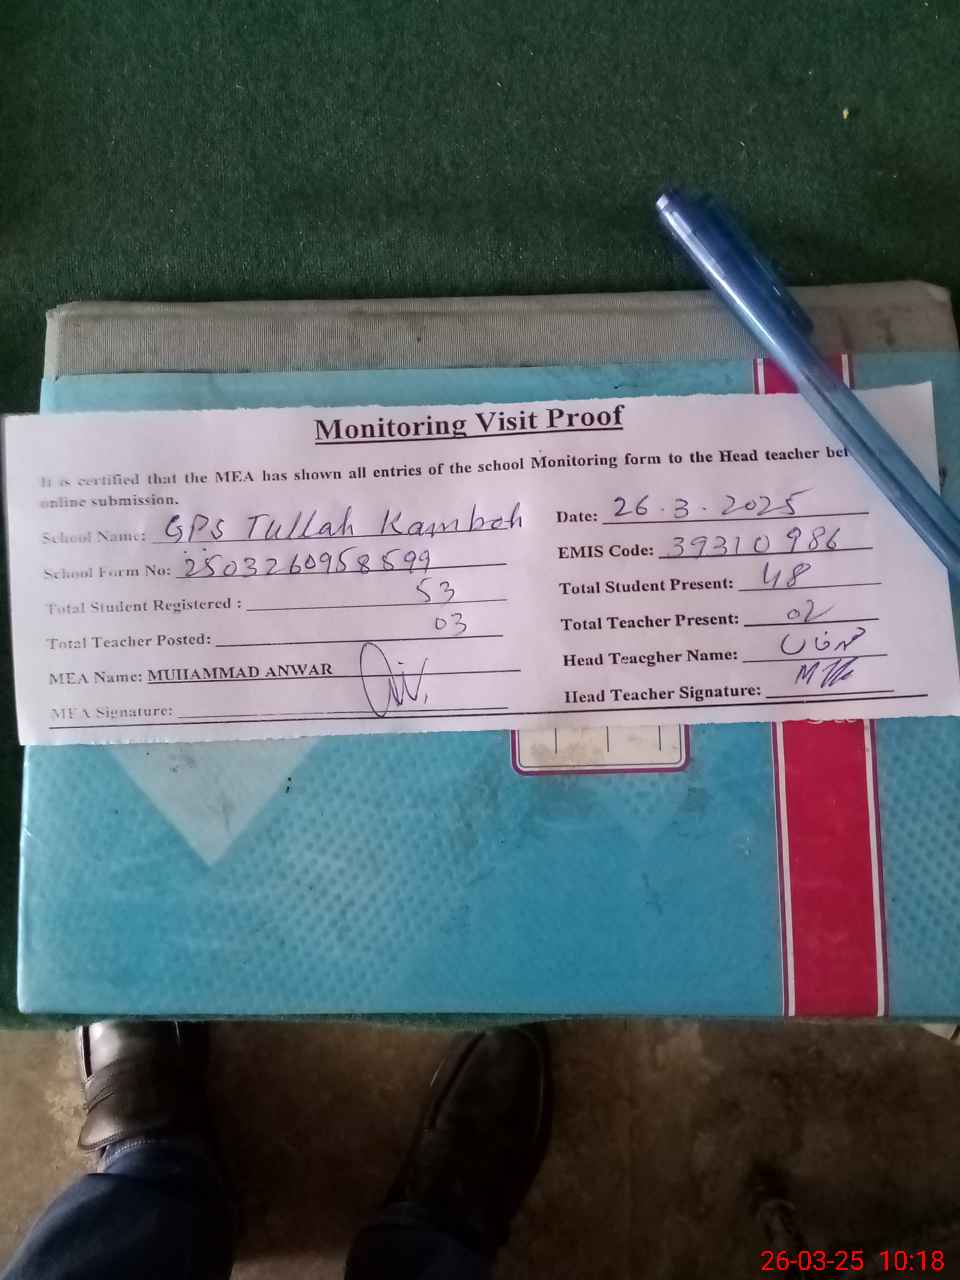 Monitoring Visit Proof
It is certified that the MEA has shown all entries of the school Monitoring form to the Head teacher
online submission.
School Name: GPS Tullah Kamboh
Date: 26.3.2025
School Form No: 2503260958599
EMIS Code: 39310986
Total Student Registered : 53
Total Student Present: 48
Total Teacher Posted: 03
Total Teacher Present: 02
MEA Name: MUHAMMAD ANWAR
Head Teacgher Name:
MEA Signature:
Head Teacher Signature:
26-03-25 10:18